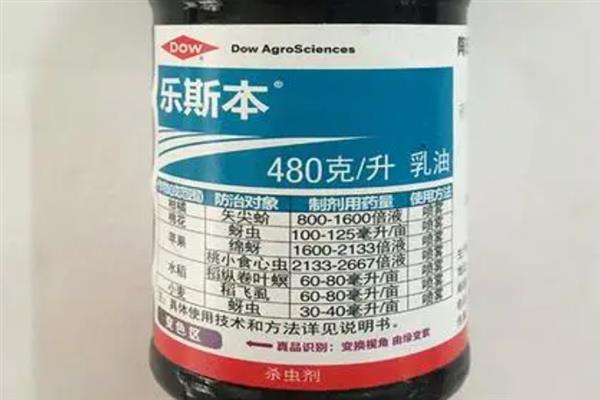 DOW Dow AgroSciences
乐斯本®
480克/升 乳油
防治对象 制剂用药量 使用方法
矢尖蚧 800-1600倍液 喷雾
棉花 蚜虫 100-125毫升/亩 喷雾
苹果 绵蚜 1600-2133倍液 喷雾
桃小食心虫 2133-2667倍液 喷雾
水稻 稻纵卷叶螟 60-80毫升/亩 喷雾
稻飞虱 60-80毫升/亩 喷雾
小麦 蚜虫 30-40毫升/亩 喷雾
注:具体使用技术和方法详见说明书。
变色区 真品识别:变换视角 由绿变紫
杀虫剂